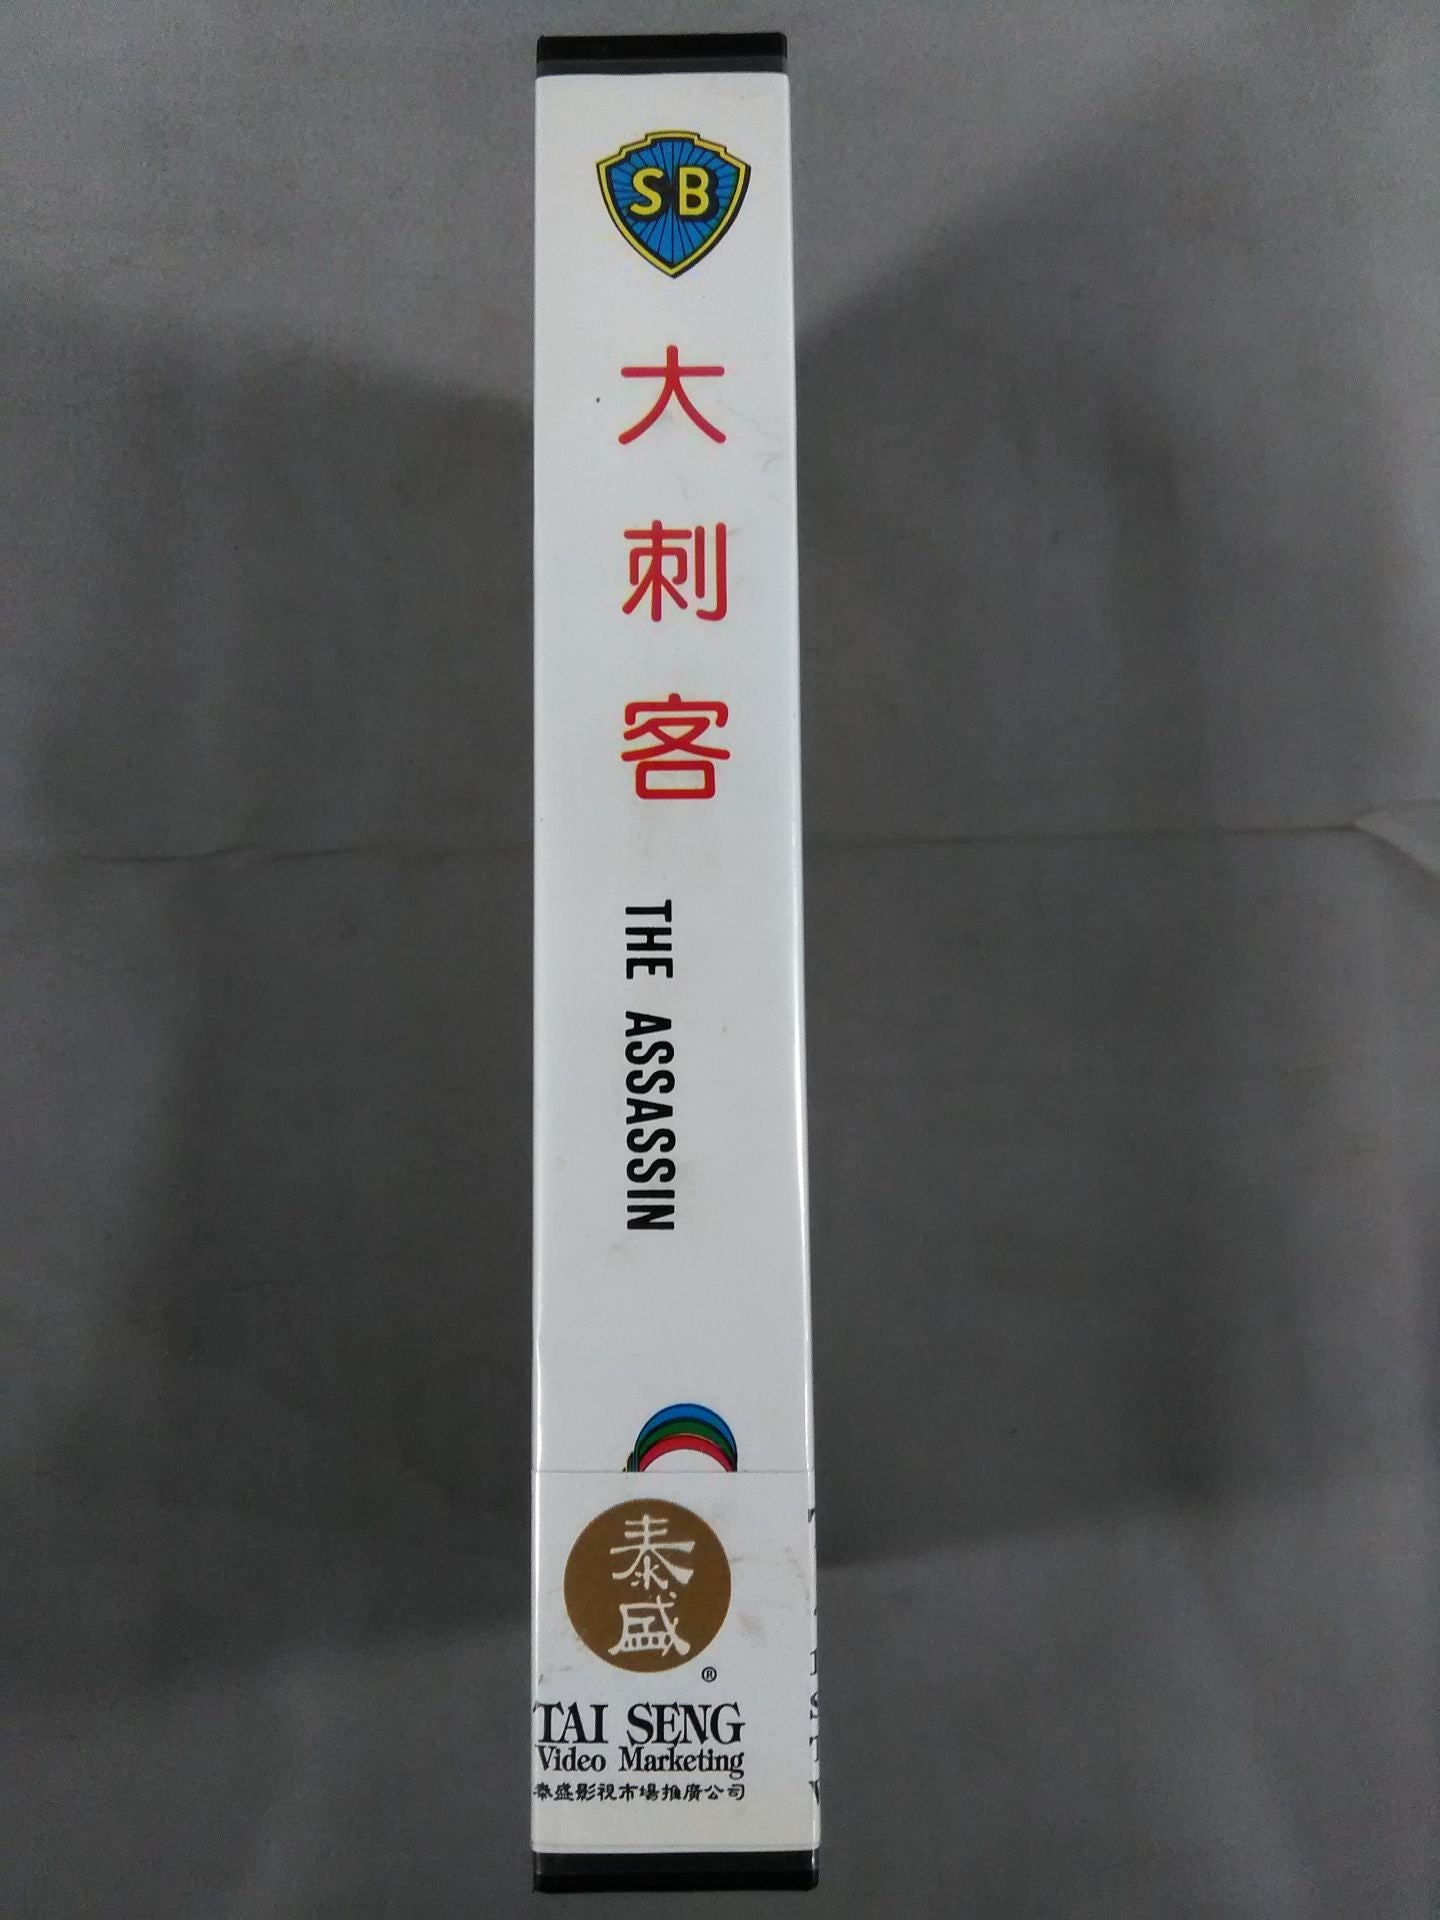 SB
大刺客
THE ASSASSIN
泰盛
®
TAI SENG
Video Marketing
泰盛影視市場推廣公司